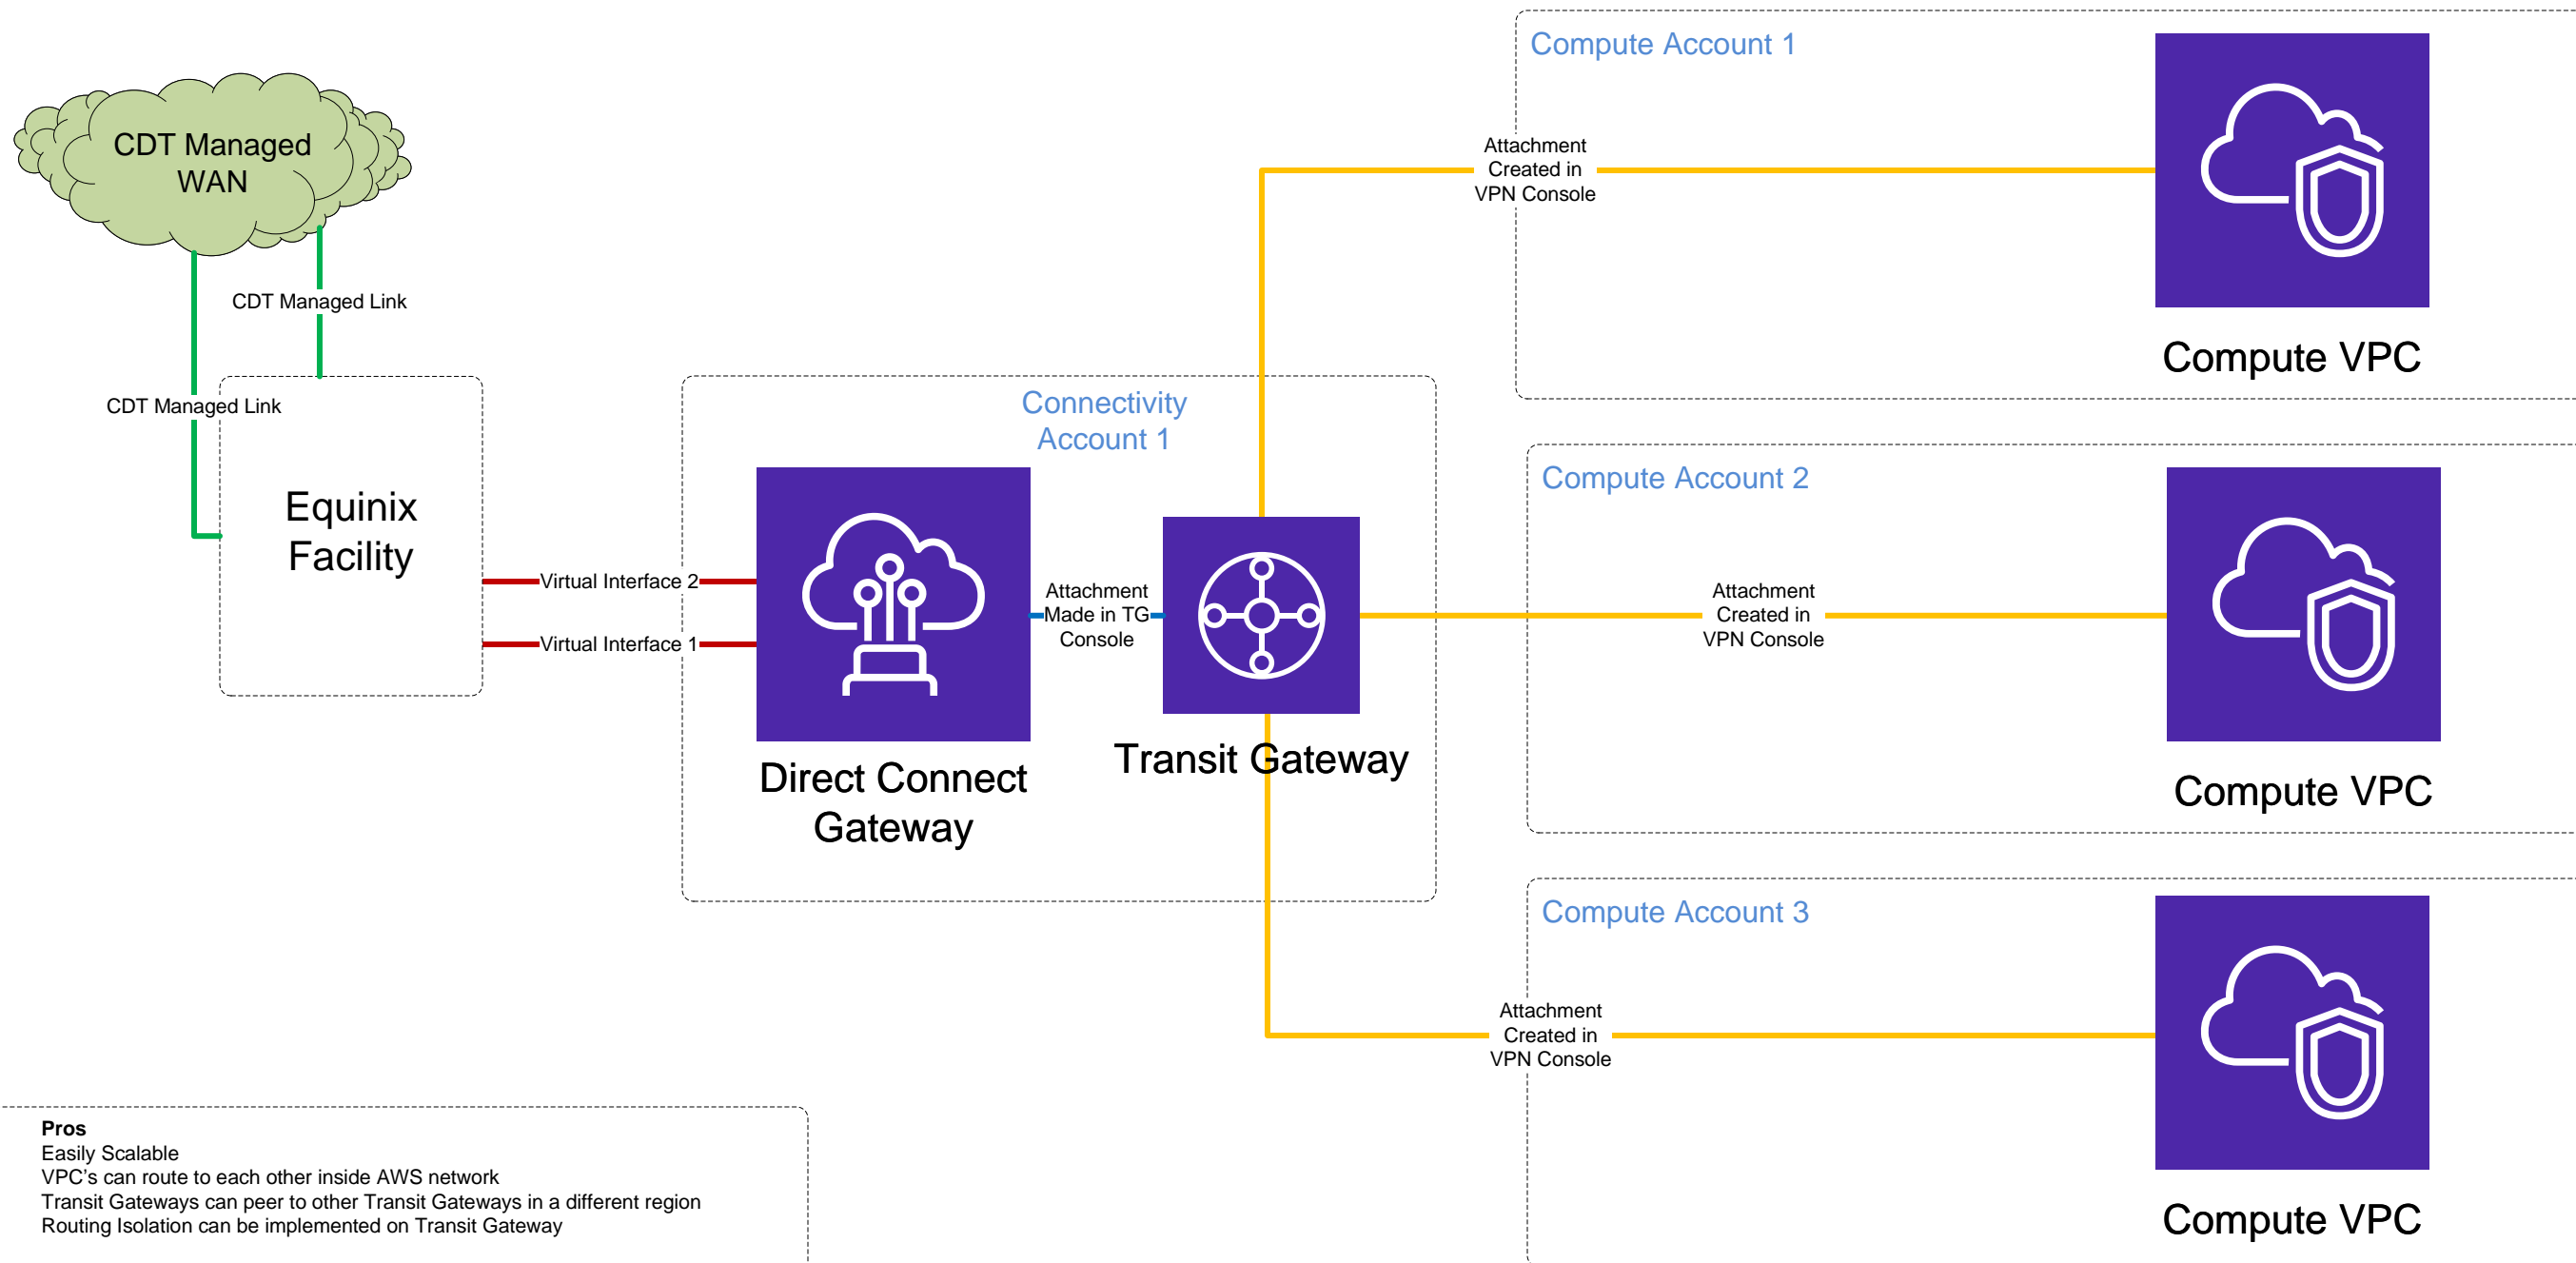 Compute Account 1
CDT Managed
WAN
Attachment
Created in
VPN Console
CDT Managed Link
Compute VPC
CDT Managed Link
Connectivity
Account 1
Compute Account 2
Equinix
Facility
Virtual Interface 2
Attachment
Made in TG
Console
Attachment
Created in
VPN Console
Virtual Interface 1
Transit Gateway
Direct Connect
Gateway
Compute VPC
Compute Account 3
Attachment
Created in
VPN Console
Pros
Easily Scalable
VPC’s can route to each other inside AWS network
Transit Gateways can peer to other Transit Gateways in a different region
Routing Isolation can be implemented on Transit Gateway
Compute VPC